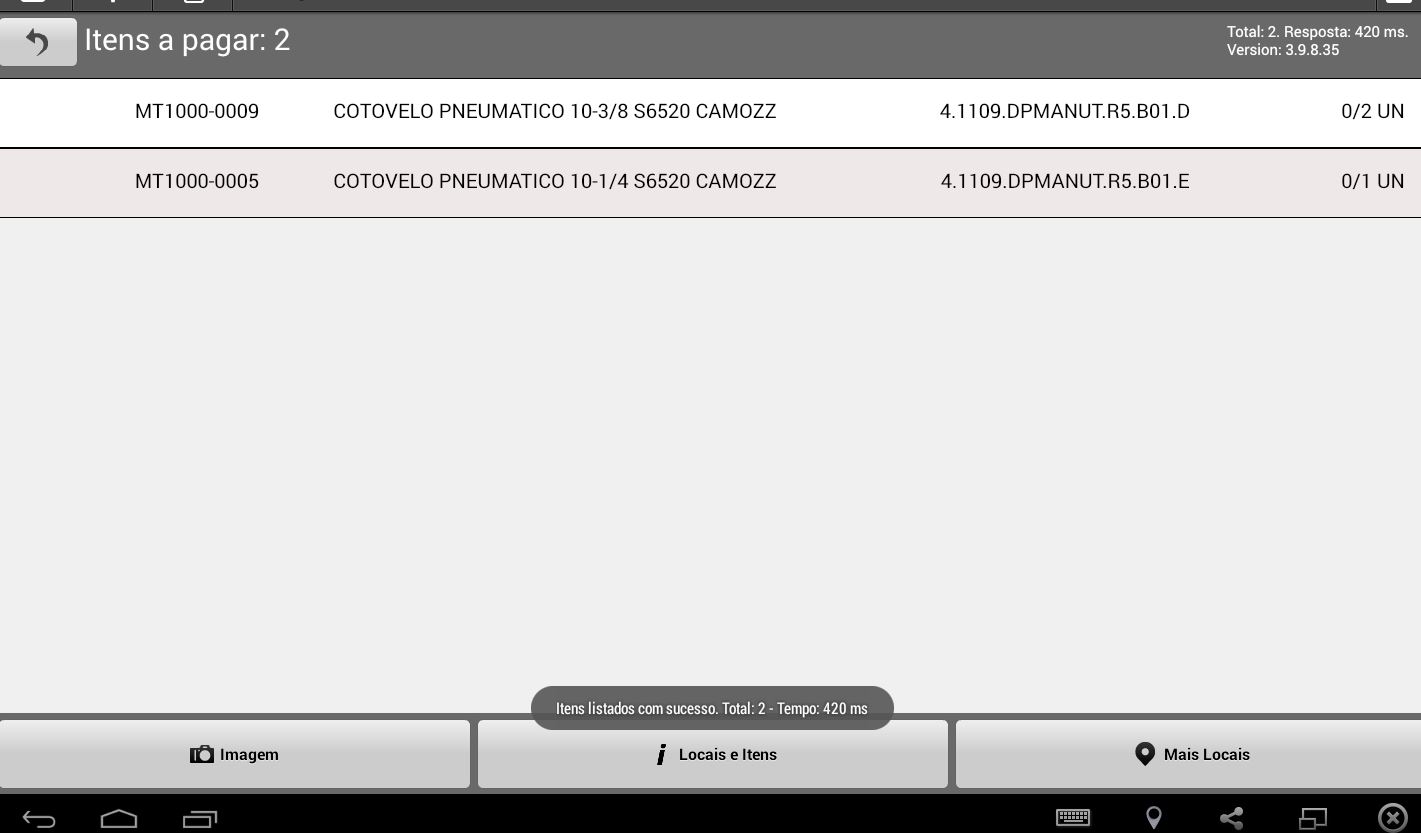 Itens a pagar: 2
Total: 2. Resposta: 420 ms.
Version: 3.9.8.35
MT1000-0009 COTOVELO PNEUMATICO 10-3/8 S6520 CAMOZZ 4.1109.DPMANUT.R5.B01.D 0/2 UN
MT1000-0005 COTOVELO PNEUMATICO 10-1/4 S6520 CAMOZZ 4.1109.DPMANUT.R5.B01.E 0/1 UN
Itens listados com sucesso. Total: 2 - Tempo: 420 ms
Imagem Locais e Itens Mais Locais